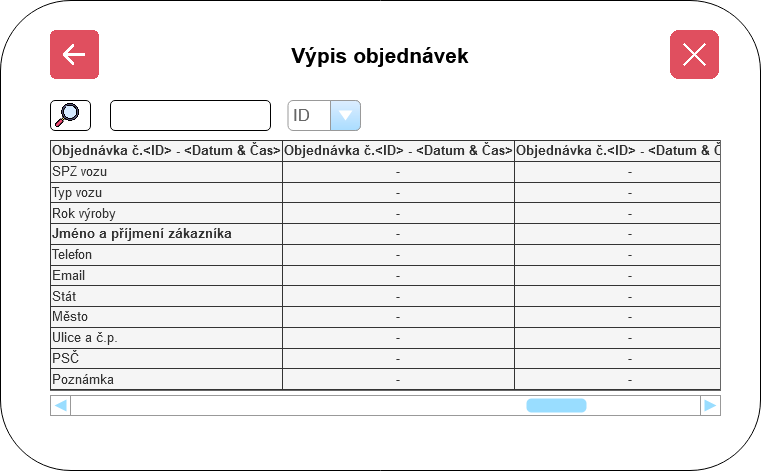 Výpis objednávek
ID
Objednávka č.<ID> - <Datum & Čas> Objednávka č.<ID> - <Datum & Čas> Objednávka č.<ID> - <Datum & Č
SPZ vozu - -
Typ vozu - -
Rok výroby - -
Jméno a příjmení zákazníka - -
Telefon - -
Email - -
Stát - -
Město - -
Ulice a č.p. - -
PSČ - -
Poznámka - -